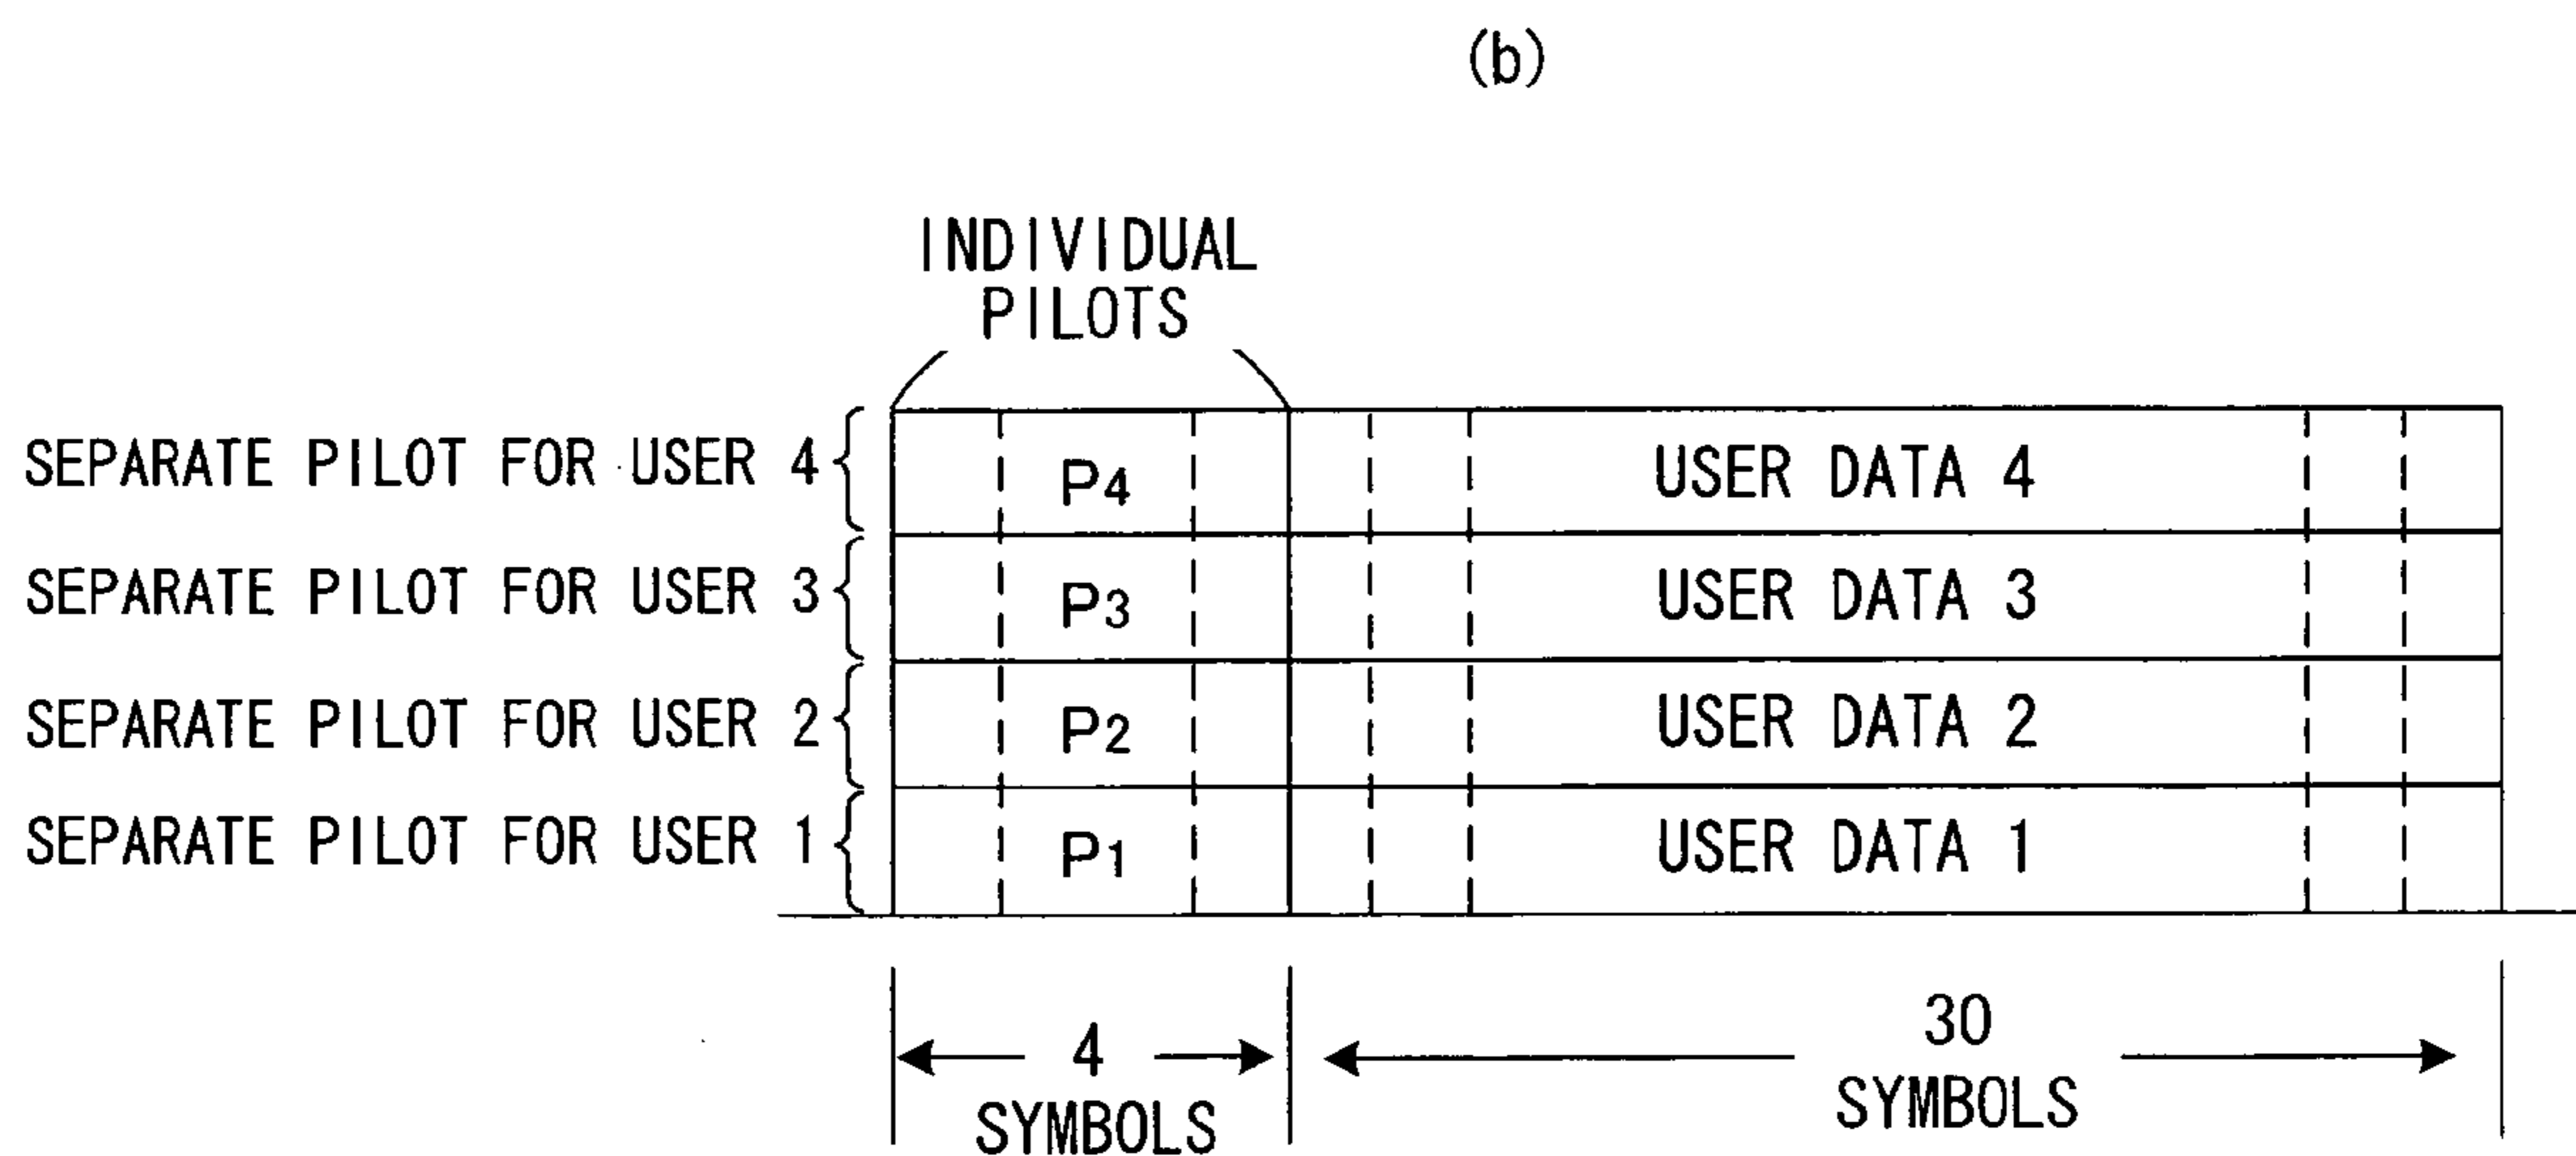 (b)
INDIVIDUAL
PILOTS
SEPARATE PILOT FOR USER 4
P4
USER DATA 4
SEPARATE PILOT FOR USER 3
P3
USER DATA 3
SEPARATE PILOT FOR USER 2
P2
USER DATA 2
SEPARATE PILOT FOR USER 1
P1
USER DATA 1
4
SYMBOLS
30
SYMBOLS